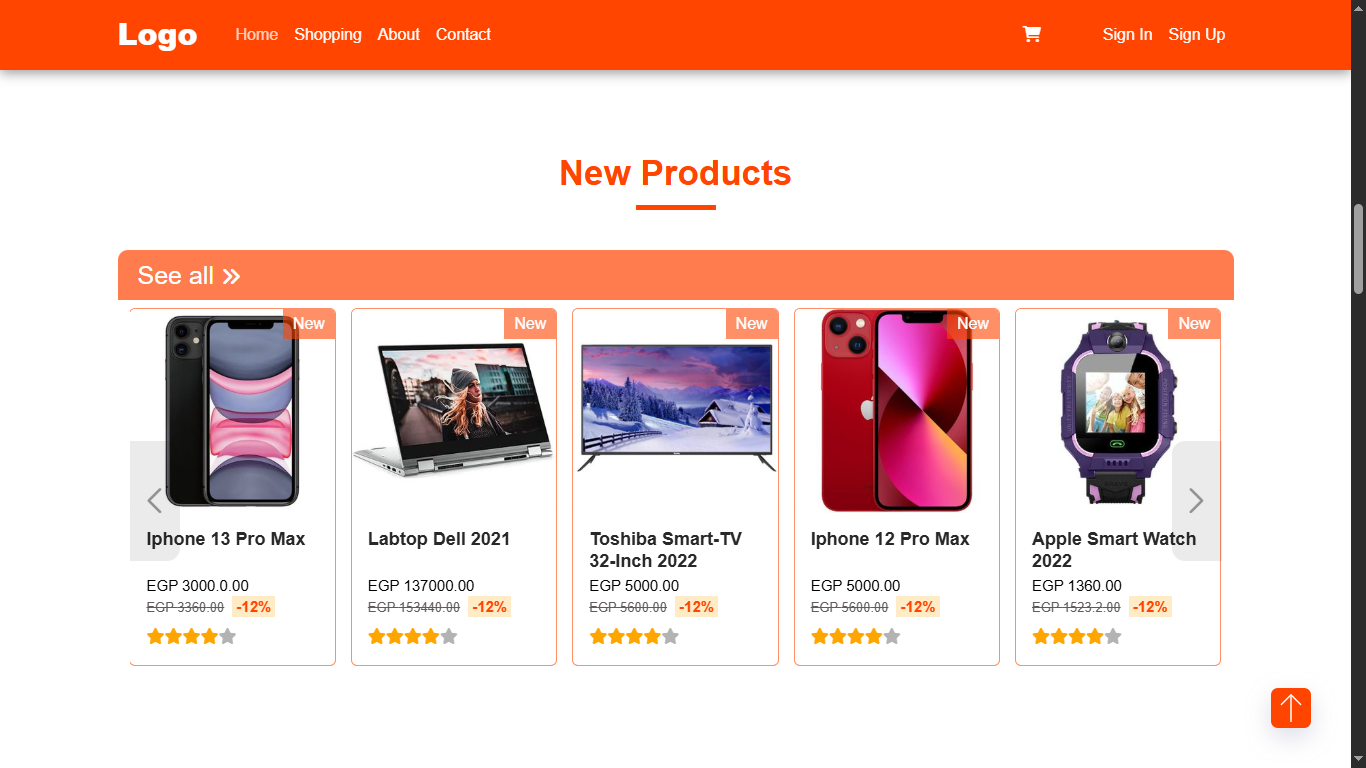 Logo
Home Shopping About Contact
Sign In Sign Up
New Products
See all
New
New
New
New
New
Iphone 13 Pro Max
EGP 3000.0.00
EGP 3360.00 -12%
Labtop Dell 2021
EGP 137000.00
EGP 153440.00 -12%
Toshiba Smart-TV
32-Inch 2022
EGP 5000.00
EGP 5600.00 -12%
Iphone 12 Pro Max
EGP 5000.00
EGP 5600.00 -12%
Apple Smart Watch
2022
EGP 1360.00
EGP 1523.2.00 -12%